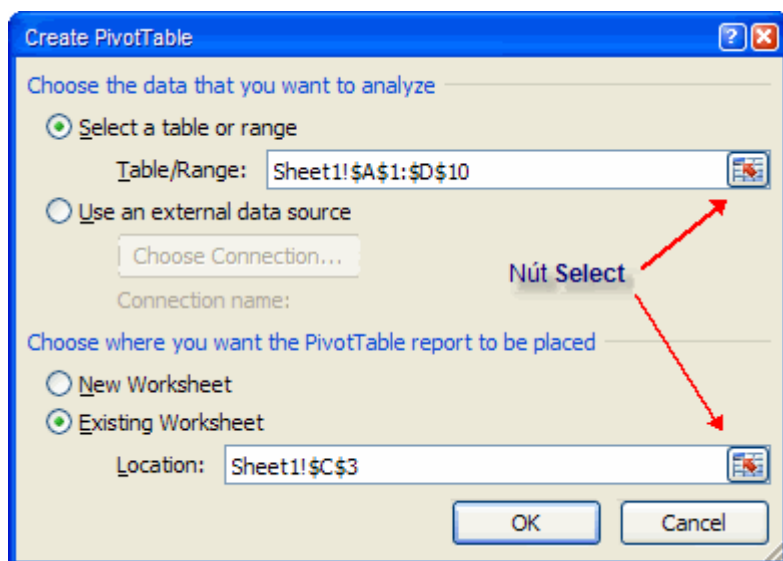 Create PivotTable
Choose the data that you want to analyze
Select a table or range
Table/Range: Sheet1!$A$1:$D$10
Use an external data source
Choose Connection...
Nút Select
Connection name:
Choose where you want the PivotTable report to be placed
New Worksheet
Existing Worksheet
Location: Sheet1!$C$3
OK Cancel